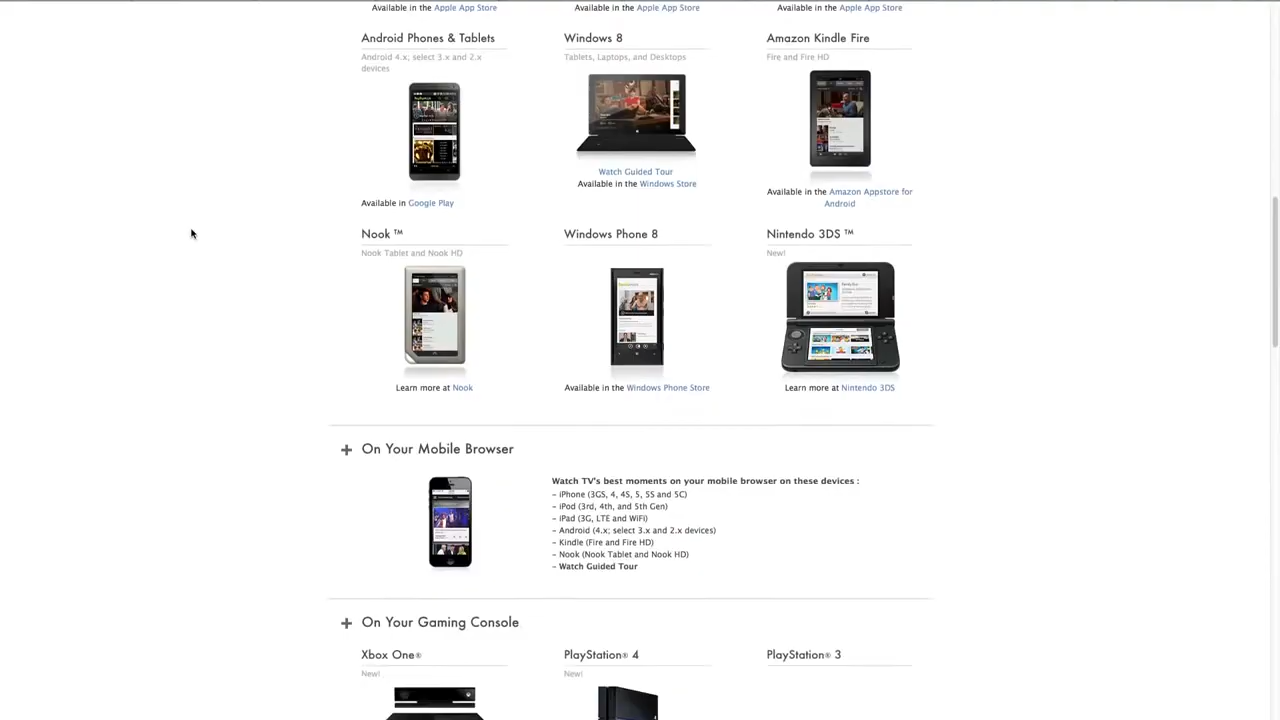 Available in the Apple App Store
Available in the Apple App Store
Available in the Apple App Store
Android Phones & Tablets
Android 4.x; select 3.x and 2.x
devices
Available in Google Play
Windows 8
Tablets, Laptops, and Desktops
Watch Guided Tour
Available in the Windows Store
Amazon Kindle Fire
Fire and Fire HD
Available in the Amazon Appstore for
Android
Nook ™
Nook Tablet and Nook HD
Learn more at Nook
Windows Phone 8
Available in the Windows Phone Store
Nintendo 3DS ™
New!
Learn more at Nintendo 3DS
+ On Your Mobile Browser
Watch TV's best moments on your mobile browser on these devices :
– iPhone (3GS, 4, 4S, 5, 5S and 5C)
– iPod (3rd, 4th, and 5th Gen)
– iPad (3G, LTE and WiFi)
– Android (4.x; select 3.x and 2.x devices)
– Kindle (Fire and Fire HD)
– Nook (Nook Tablet and Nook HD)
– Watch Guided Tour
+ On Your Gaming Console
Xbox One®
New!
PlayStation® 4
New!
PlayStation® 3